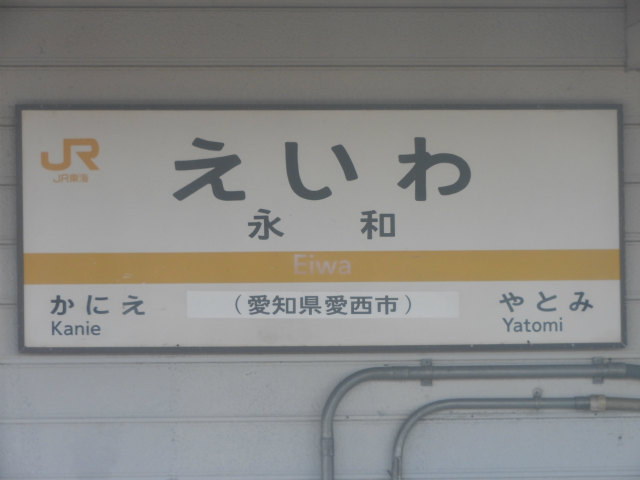 JR
JR東海
えいわ
永和
Eiwa
かにえ
Kanie
（愛知県愛西市）
やとみ
Yatomi